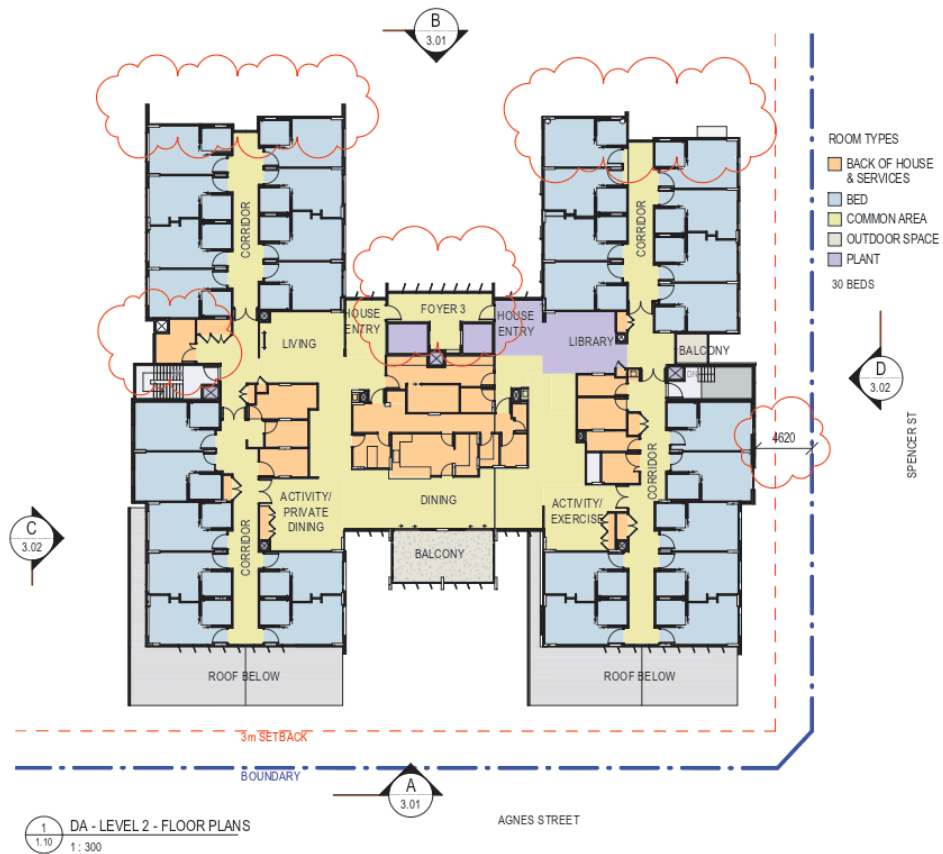 B
3.01
ROOM TYPES
BACK OF HOUSE
& SERVICES
BED
COMMON AREA
OUTDOOR SPACE
PLANT
30 BEDS
CORRIDOR
CORRIDOR
HOUSE
ENTRY
FOYER 3
HOUSE
ENTRY
LIVING
LIBRARY
BALCONY
DN
D
3.02
SPENCER ST
4620
CORRIDOR
ACTIVITY/
PRIVATE
DINING
DINING
ACTIVITY/
EXERCISE
C
3.02
CORRIDOR
BALCONY
ROOF BELOW
ROOF BELOW
3m SETBACK
BOUNDARY
A
3.01
AGNES STREET
1
1.10
DA - LEVEL 2 - FLOOR PLANS
1 : 300